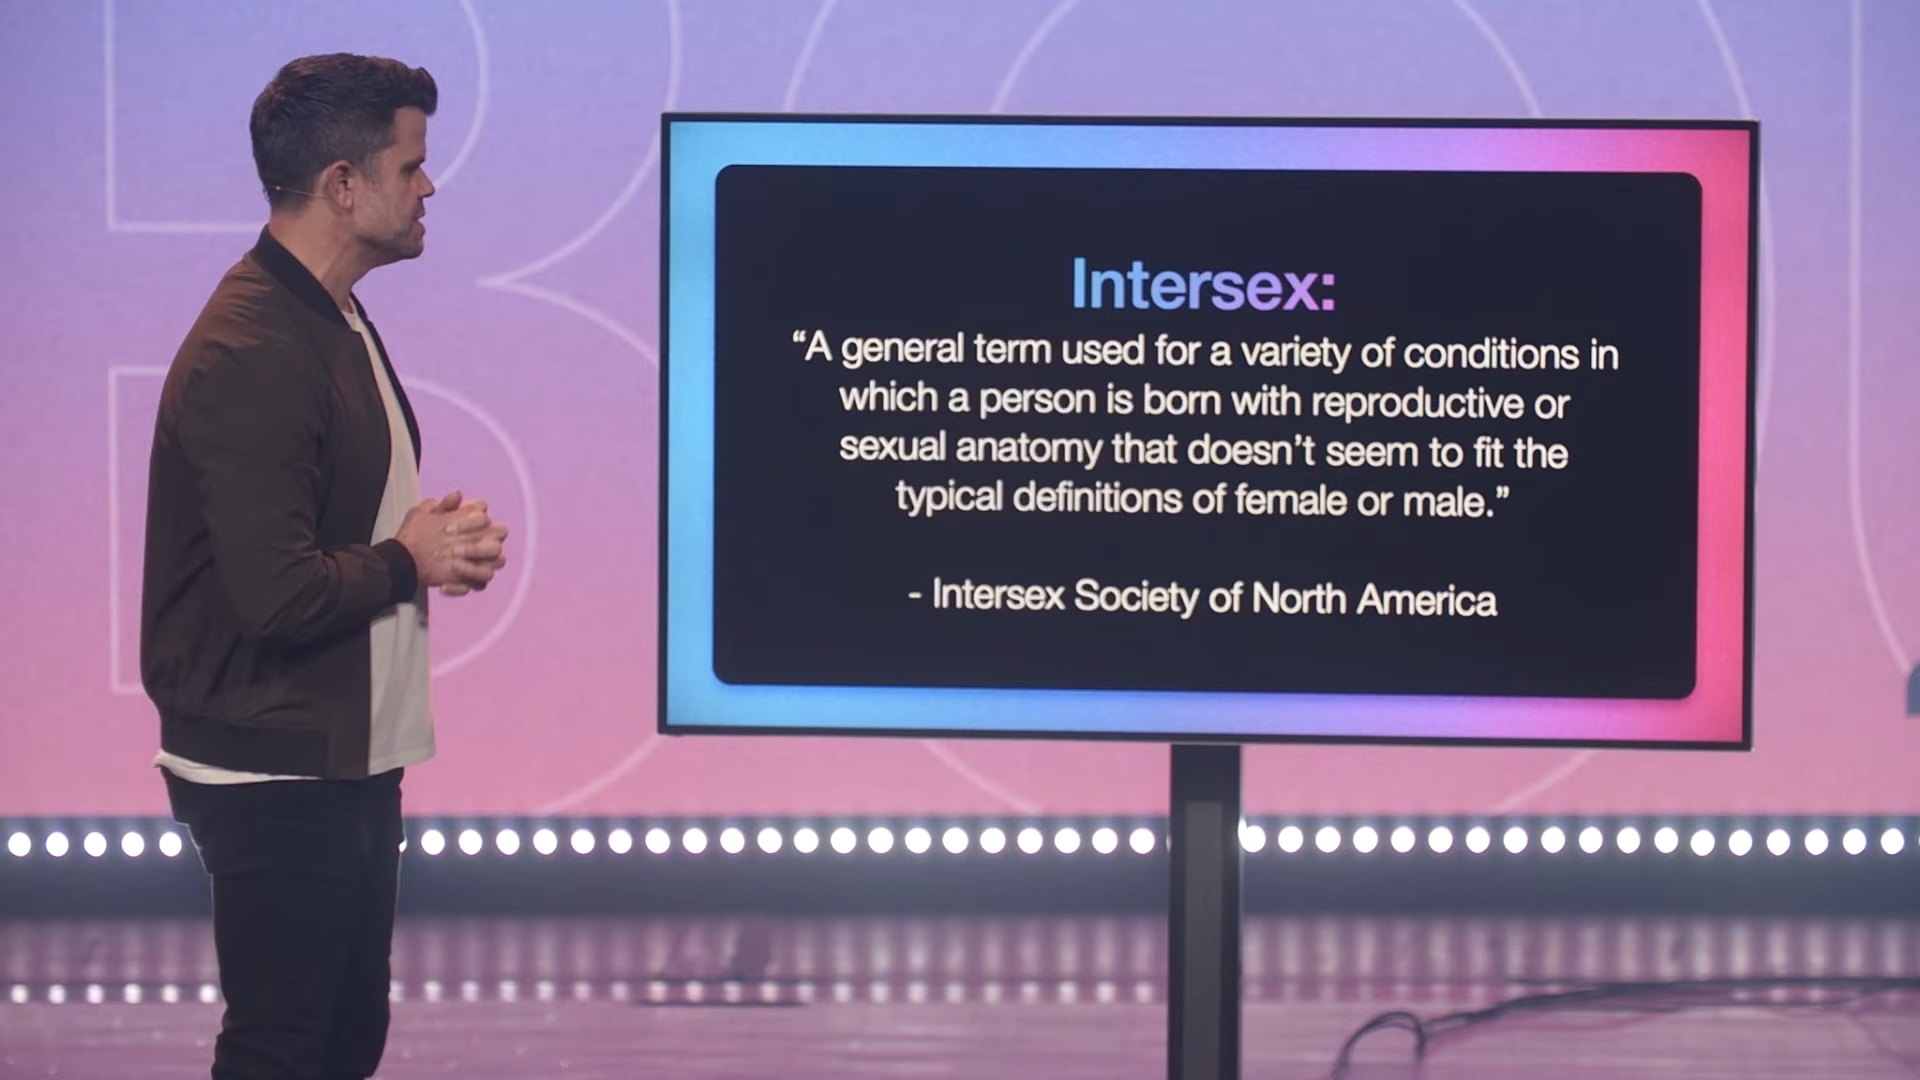 Intersex:
“A general term used for a variety of conditions in
which a person is born with reproductive or
sexual anatomy that doesn’t seem to fit the
typical definitions of female or male.”
- Intersex Society of North America